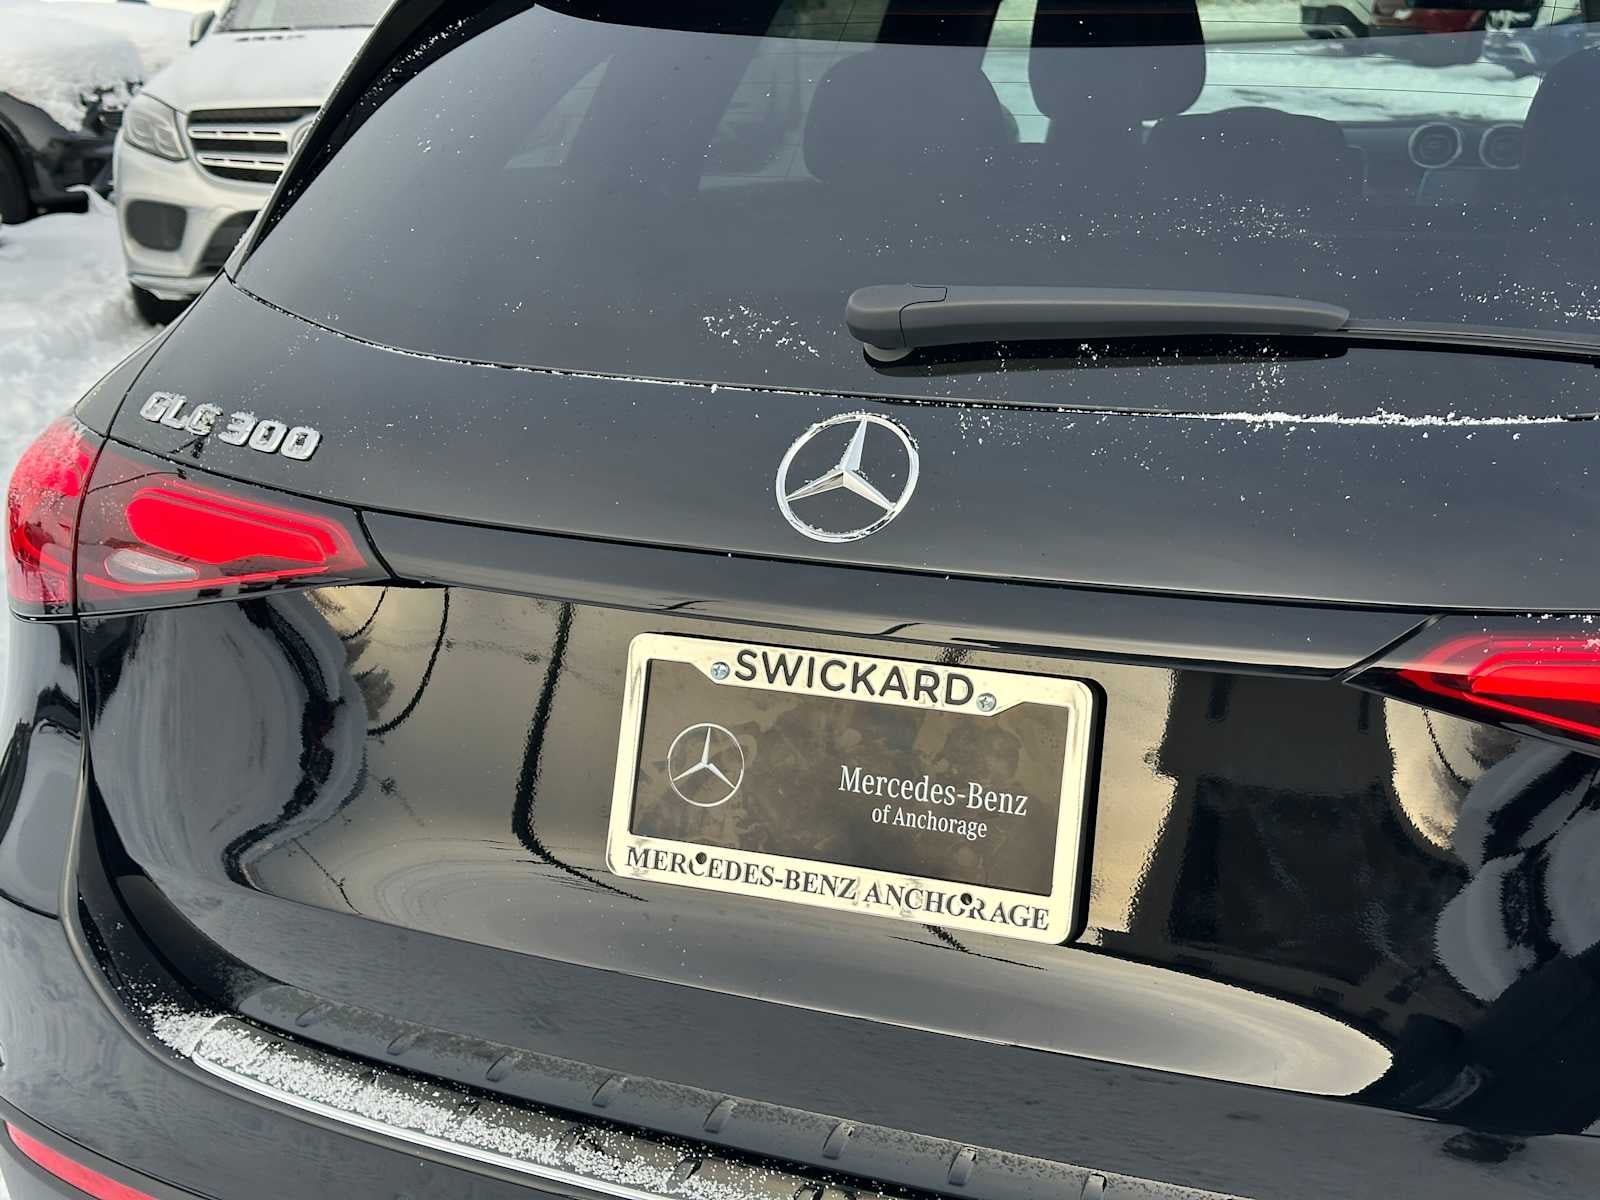 GLC 300
SWICKARD
Mercedes-Benz
of Anchorage
MERCEDES-BENZ ANCHORAGE